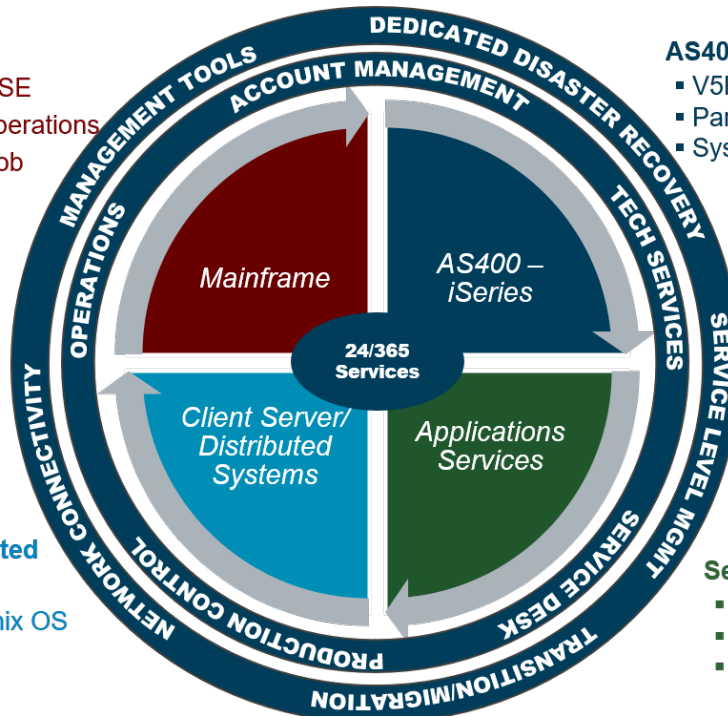 DEDICATED DISASTER RECOVERY
MANAGEMENT TOOLS
ACCOUNT MANAGEMENT
SE
perations
ob
AS40
▪ V5
▪ Par
▪ Sys
OPERATIONS
TECH SERVICES
Mainframe
AS400 –
iSeries
24/365
Services
SERVICE LEVEL MGMT
NETWORK CONNECTIVITY
Client Server/
Distributed
Systems
Applications
Services
PRODUCTION CONTROL
SERVICE DESK
TRANSITION/MIGRATION
ted
nix OS
Se